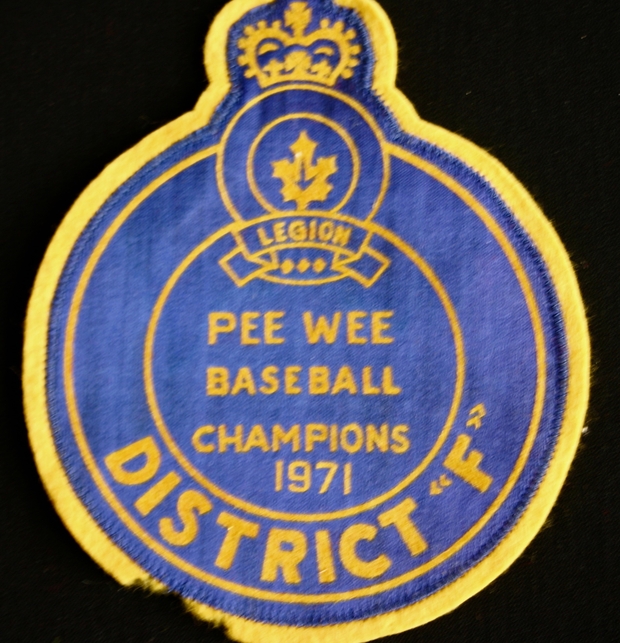 LEGION
PEE WEE
BASEBALL
CHAMPIONS
1971
DISTRICT "F"